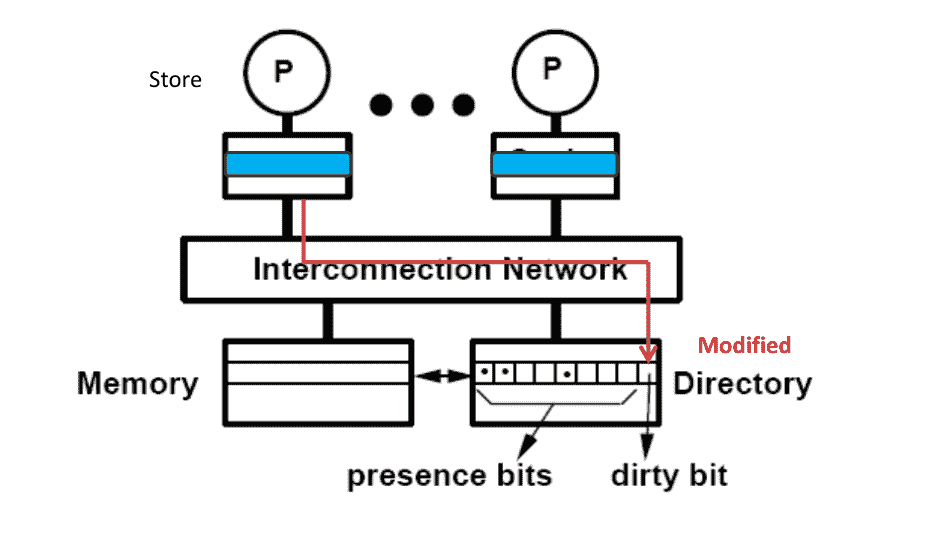 P
P
Store
Interconnection Network
Modified
Memory
Directory
presence bits
dirty bit